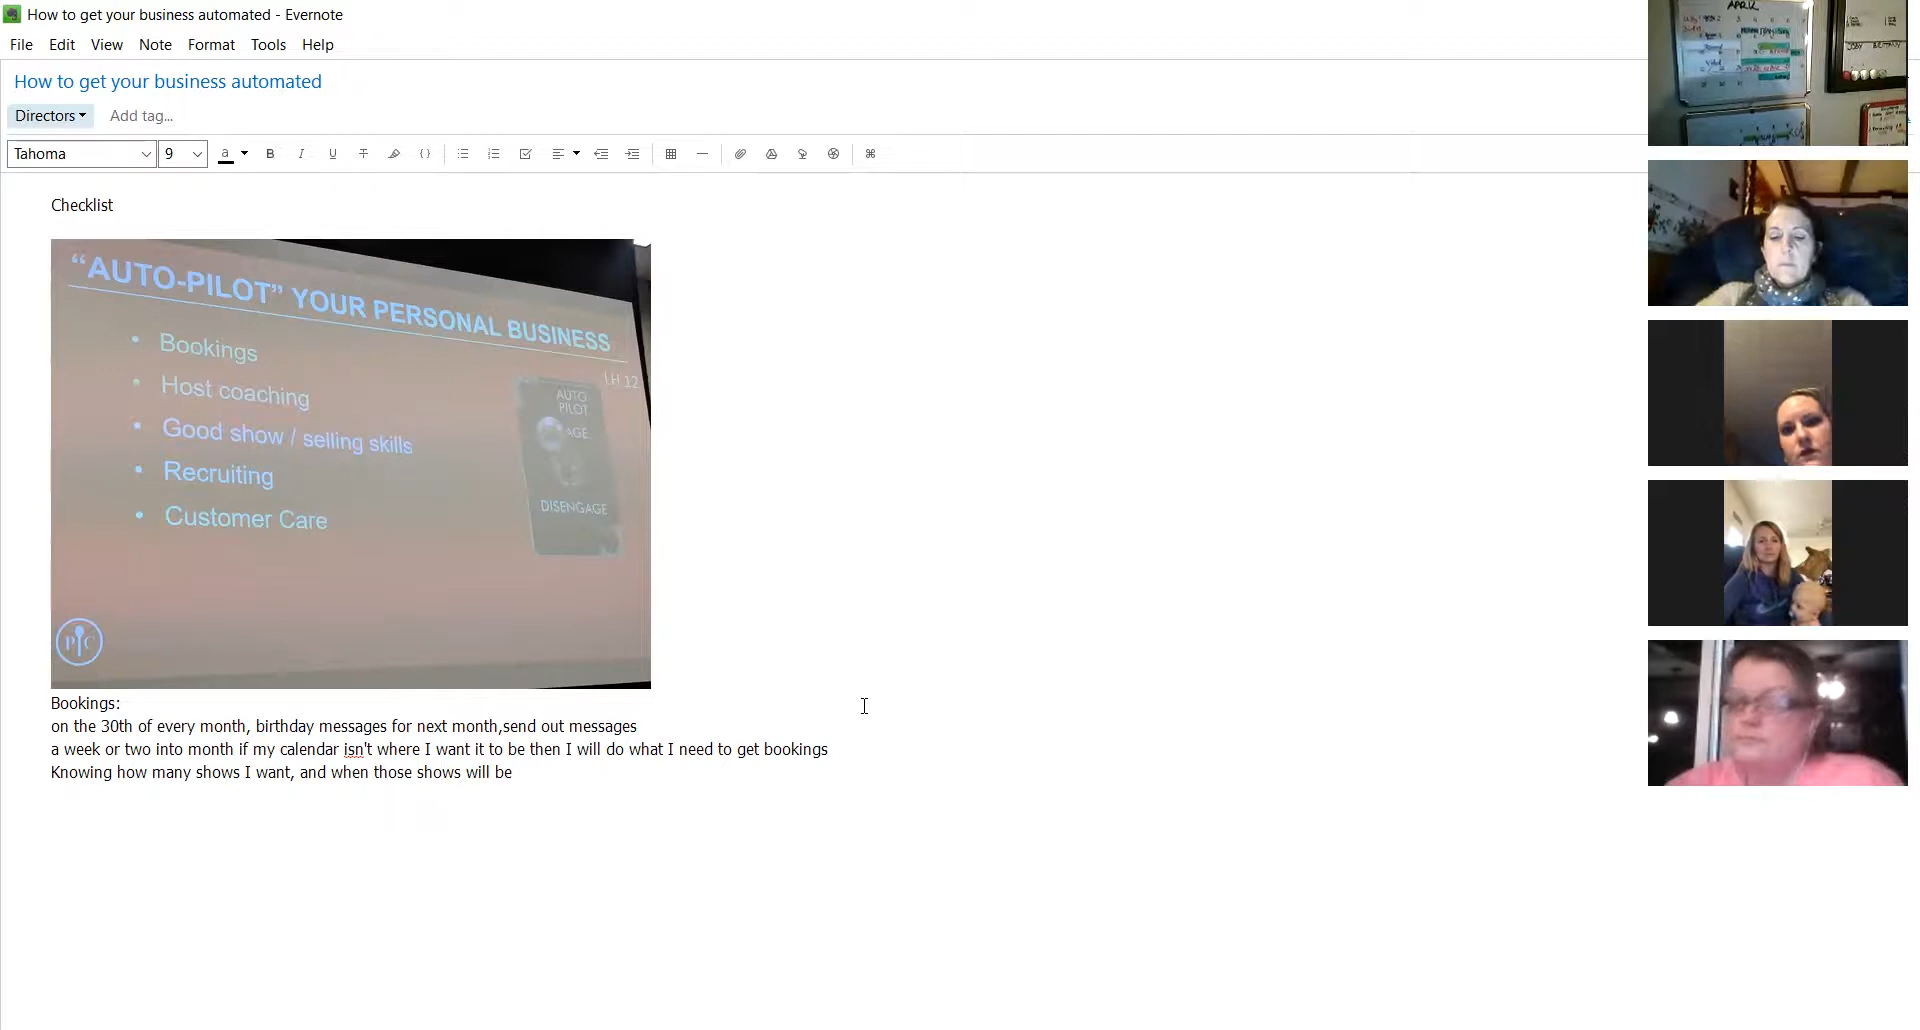 How to get your business automated - Evernote
File Edit View Note Format Tools Help
How to get your business automated
Directors Add tag...
Tahoma 9 a B I U T
Checklist
“AUTO-PILOT” YOUR PERSONAL BUSINESS
• Bookings
• Host coaching
• Good show / selling skills
• Recruiting
• Customer Care
AUTO
PILOT
DISENGAGE
P C
Bookings:
on the 30th of every month, birthday messages for next month,send out messages
a week or two into month if my calendar isn't where I want it to be then I will do what I need to get bookings
Knowing how many shows I want, and when those shows will be
APRIL